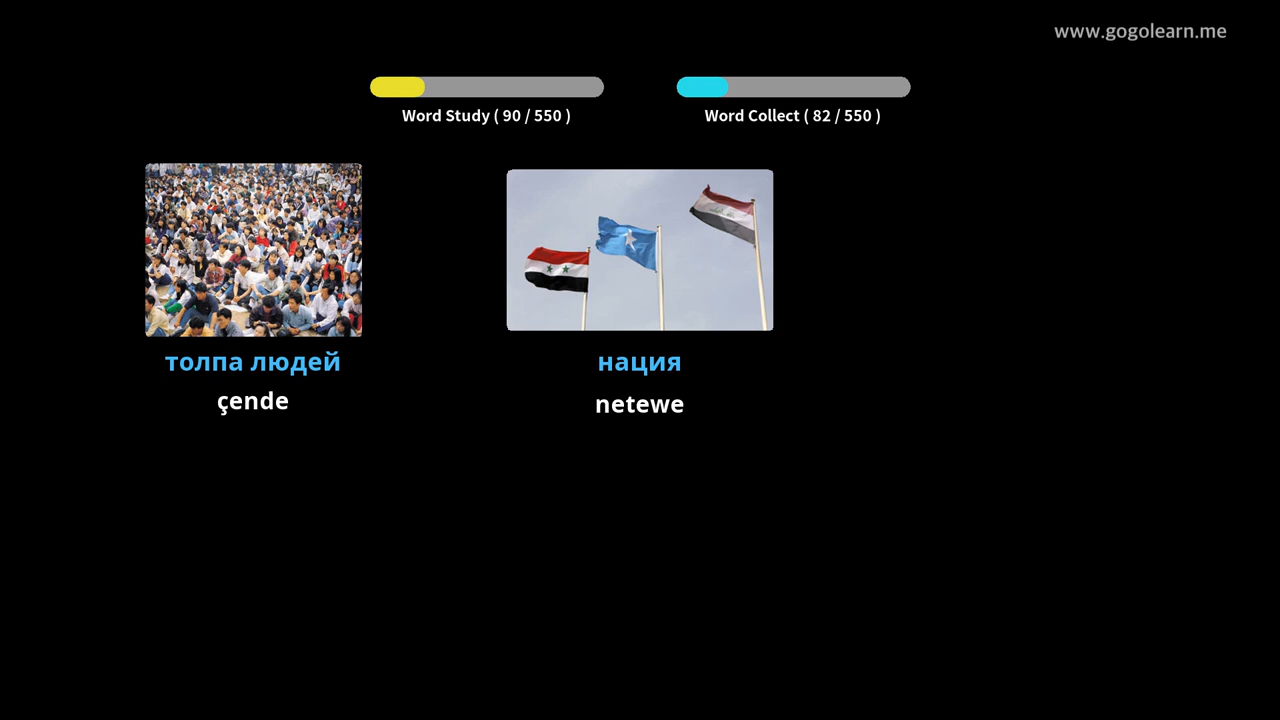 www.gogolearn.me
Word Study ( 90 / 550 )
Word Collect ( 82 / 550 )
толпа людей
çende
нация
netewe